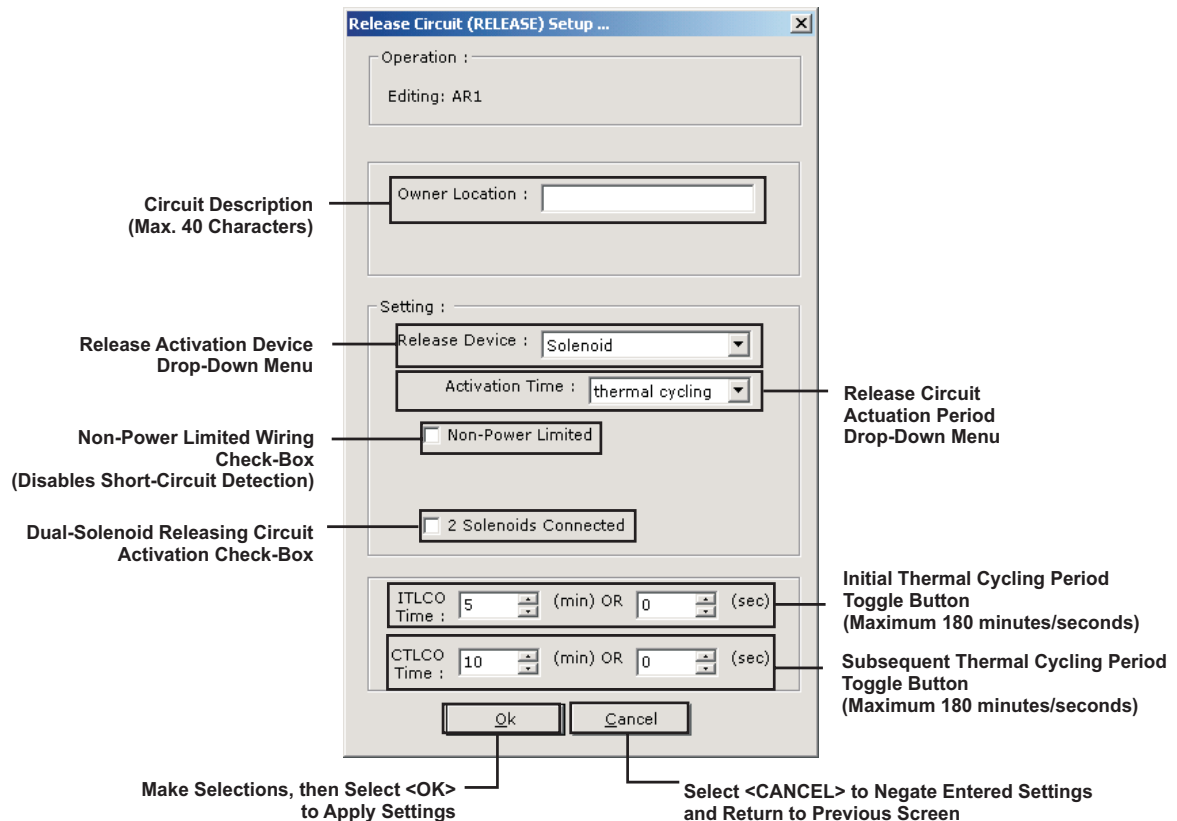 Release Circuit (RELEASE) Setup ...
Operation :
Editing: AR1
Owner Location :
Circuit Description
(Max. 40 Characters)
Setting :
Release Device : Solenoid
Release Activation Device
Drop-Down Menu
Activation Time : thermal cycling
Release Circuit
Actuation Period
Drop-Down Menu
Non-Power Limited
Non-Power Limited Wiring
Check-Box
(Disables Short-Circuit Detection)
2 Solenoids Connected
Dual-Solenoid Releasing Circuit
Activation Check-Box
ITLCO
Time : 5 (min) OR 0 (sec)
Initial Thermal Cycling Period
Toggle Button
(Maximum 180 minutes/seconds)
CTLCO
Time : 10 (min) OR 0 (sec)
Subsequent Thermal Cycling Period
Toggle Button
(Maximum 180 minutes/seconds)
Ok Cancel
Make Selections, then Select <OK>
to Apply Settings
Select <CANCEL> to Negate Entered Settings
and Return to Previous Screen